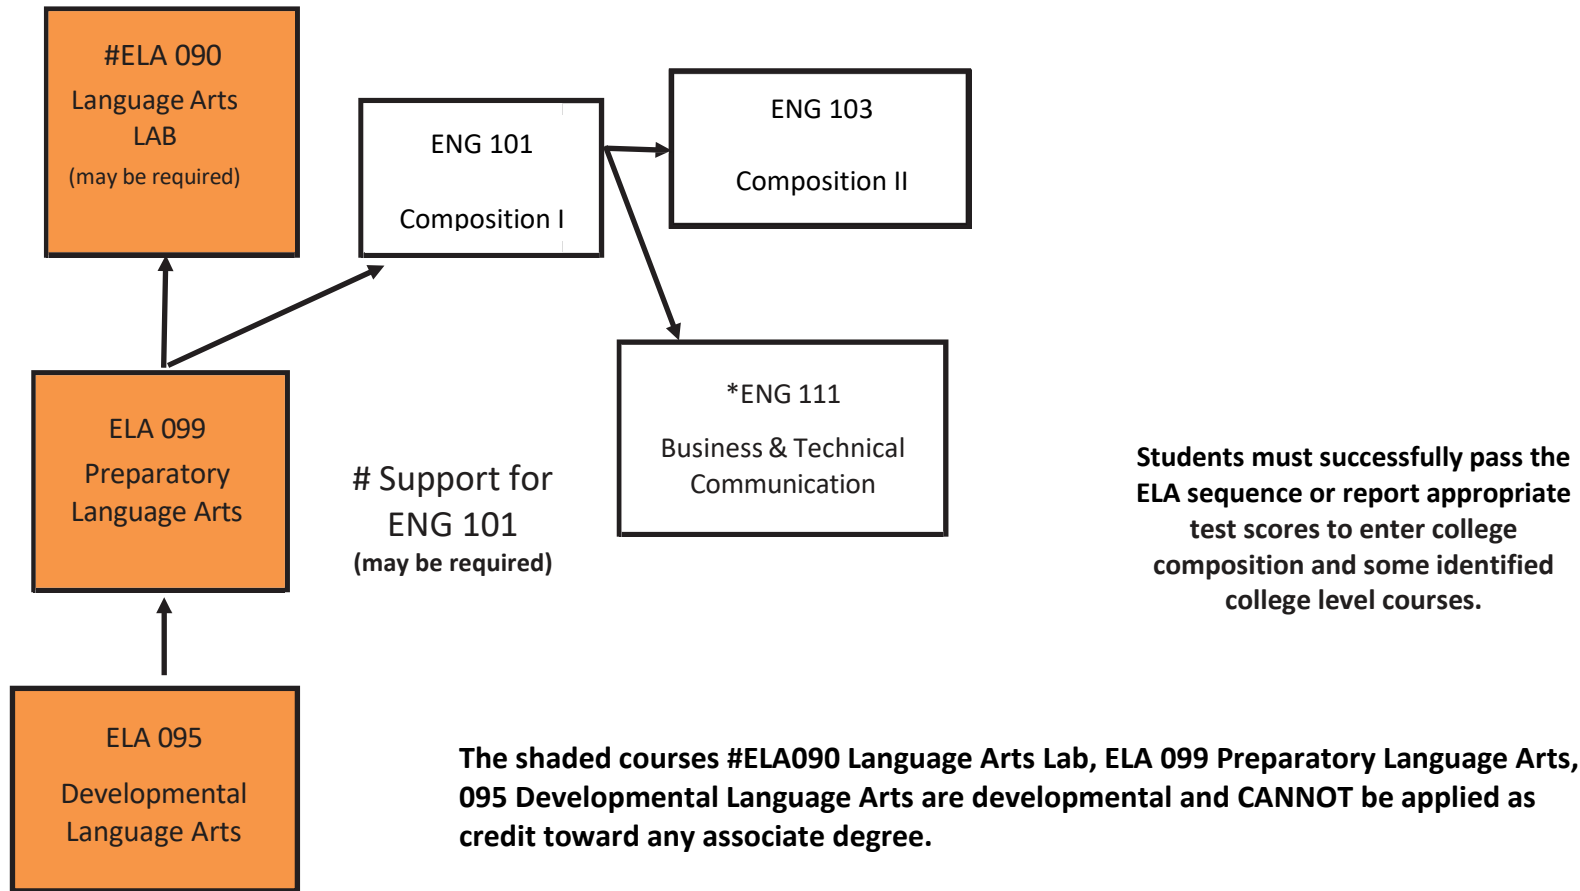 #ELA 090
Language Arts
LAB
(may be required)
ENG 101
Composition I
ENG 103
Composition II
ELA 099
Preparatory
Language Arts
# Support for
ENG 101
(may be required)
*ENG 111
Business & Technical
Communication
Students must successfully pass the
ELA sequence or report appropriate
test scores to enter college
composition and some identified
college level courses.
ELA 095
Developmental
Language Arts
The shaded courses #ELA090 Language Arts Lab, ELA 099 Preparatory Language Arts,
095 Developmental Language Arts are developmental and CANNOT be applied as
credit toward any associate degree.